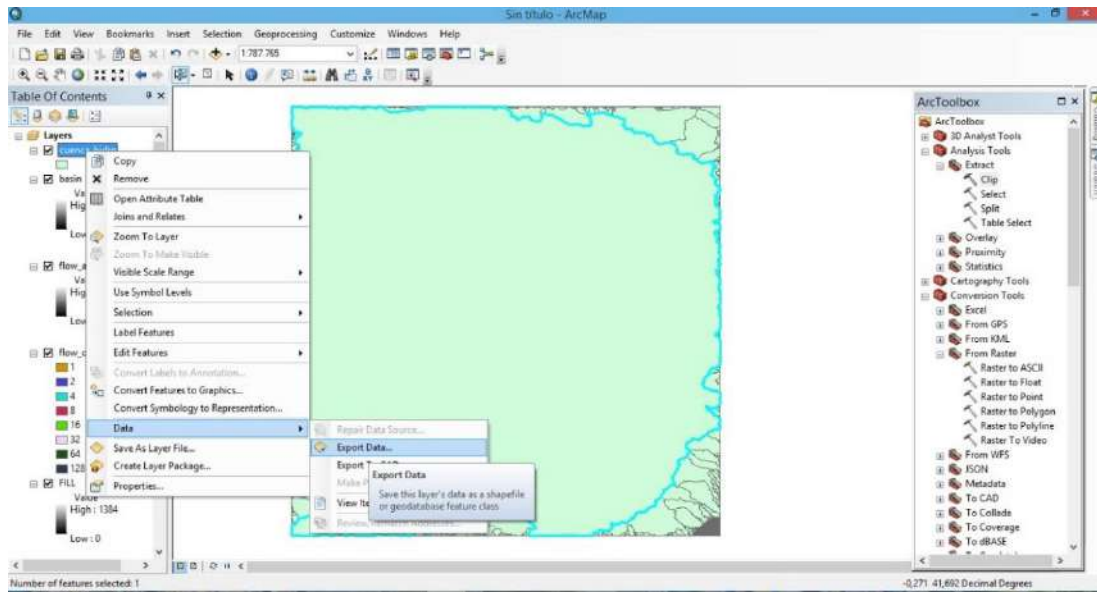 Sin título - ArcMap
File Edit View Bookmarks Insert Selection Geoprocessing Customize Windows Help
1:787.765
Table Of Contents
Layers
basin
High
Low
High
FILL
Value
High : 1384
Low : 0
1
2
4
8
16
32
64
128
Copy
Remove
Open Attribute Table
Joins and Relates
Zoom To Layer
Zoom To Make Visible
Visible Scale Range
Use Symbol Levels
Selection
Label Features
Edit Features
Convert Labels to Annotation...
Convert Features to Graphics...
Convert Symbology to Representation...
Data
Save As Layer File...
Create Layer Package...
Properties...
Repair Data Source...
Export Data...
Export To CAD
View
Export Data
Save this layer's data as a shapefile
or geodatabase feature class
ArcToolbox
ArcToolbox
3D Analyst Tools
Analysis Tools
Extract
Clip
Select
Split
Table Select
Overlay
Proximity
Statistics
Cartography Tools
Conversion Tools
Excel
From GPS
From KML
From Raster
Raster to ASCII
Raster to Float
Raster to Point
Raster to Polygon
Raster to Polyline
Raster To Video
From WFS
JSON
Metadata
To CAD
To Collada
To Coverage
To dBASE
Number of features selected: 1
-0,271 41,692 Decimal Degrees